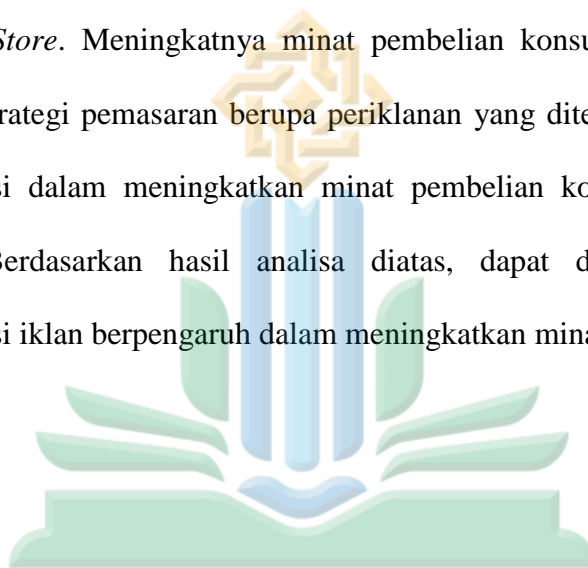 Store. Meningkatnya minat pembelian konsu
rategi pemasaran berupa periklanan yang dite
si dalam meningkatkan minat pembelian ko
Berdasarkan hasil analisa diatas, dapat d
si iklan berpengaruh dalam meningkatkan mina